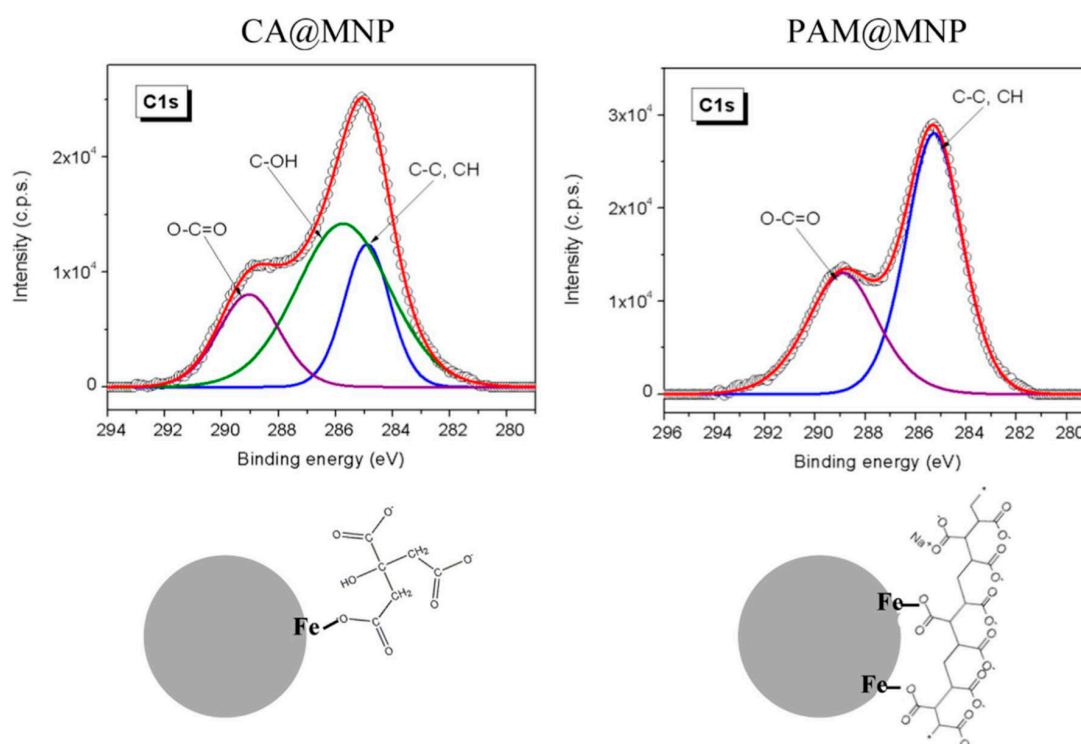 CA@MNP
C1s
C-OH
C-C, CH
O-C=O
2x10⁴
1x10⁴
0
Intensity (c.p.s.)
294 292 290 288 286 284 282 280
Binding energy (eV)
PAM@MNP
C1s
C-C, CH
O-C=O
3x10⁴
2x10⁴
1x10⁴
0
Intensity (c.p.s.)
296 294 292 290 288 286 284 282 280
Binding energy (eV)
O O⁻
C
CH₂ O⁻
HO C C
CH₂ O
Fe O C
O
Na⁺
Fe O
Fe O